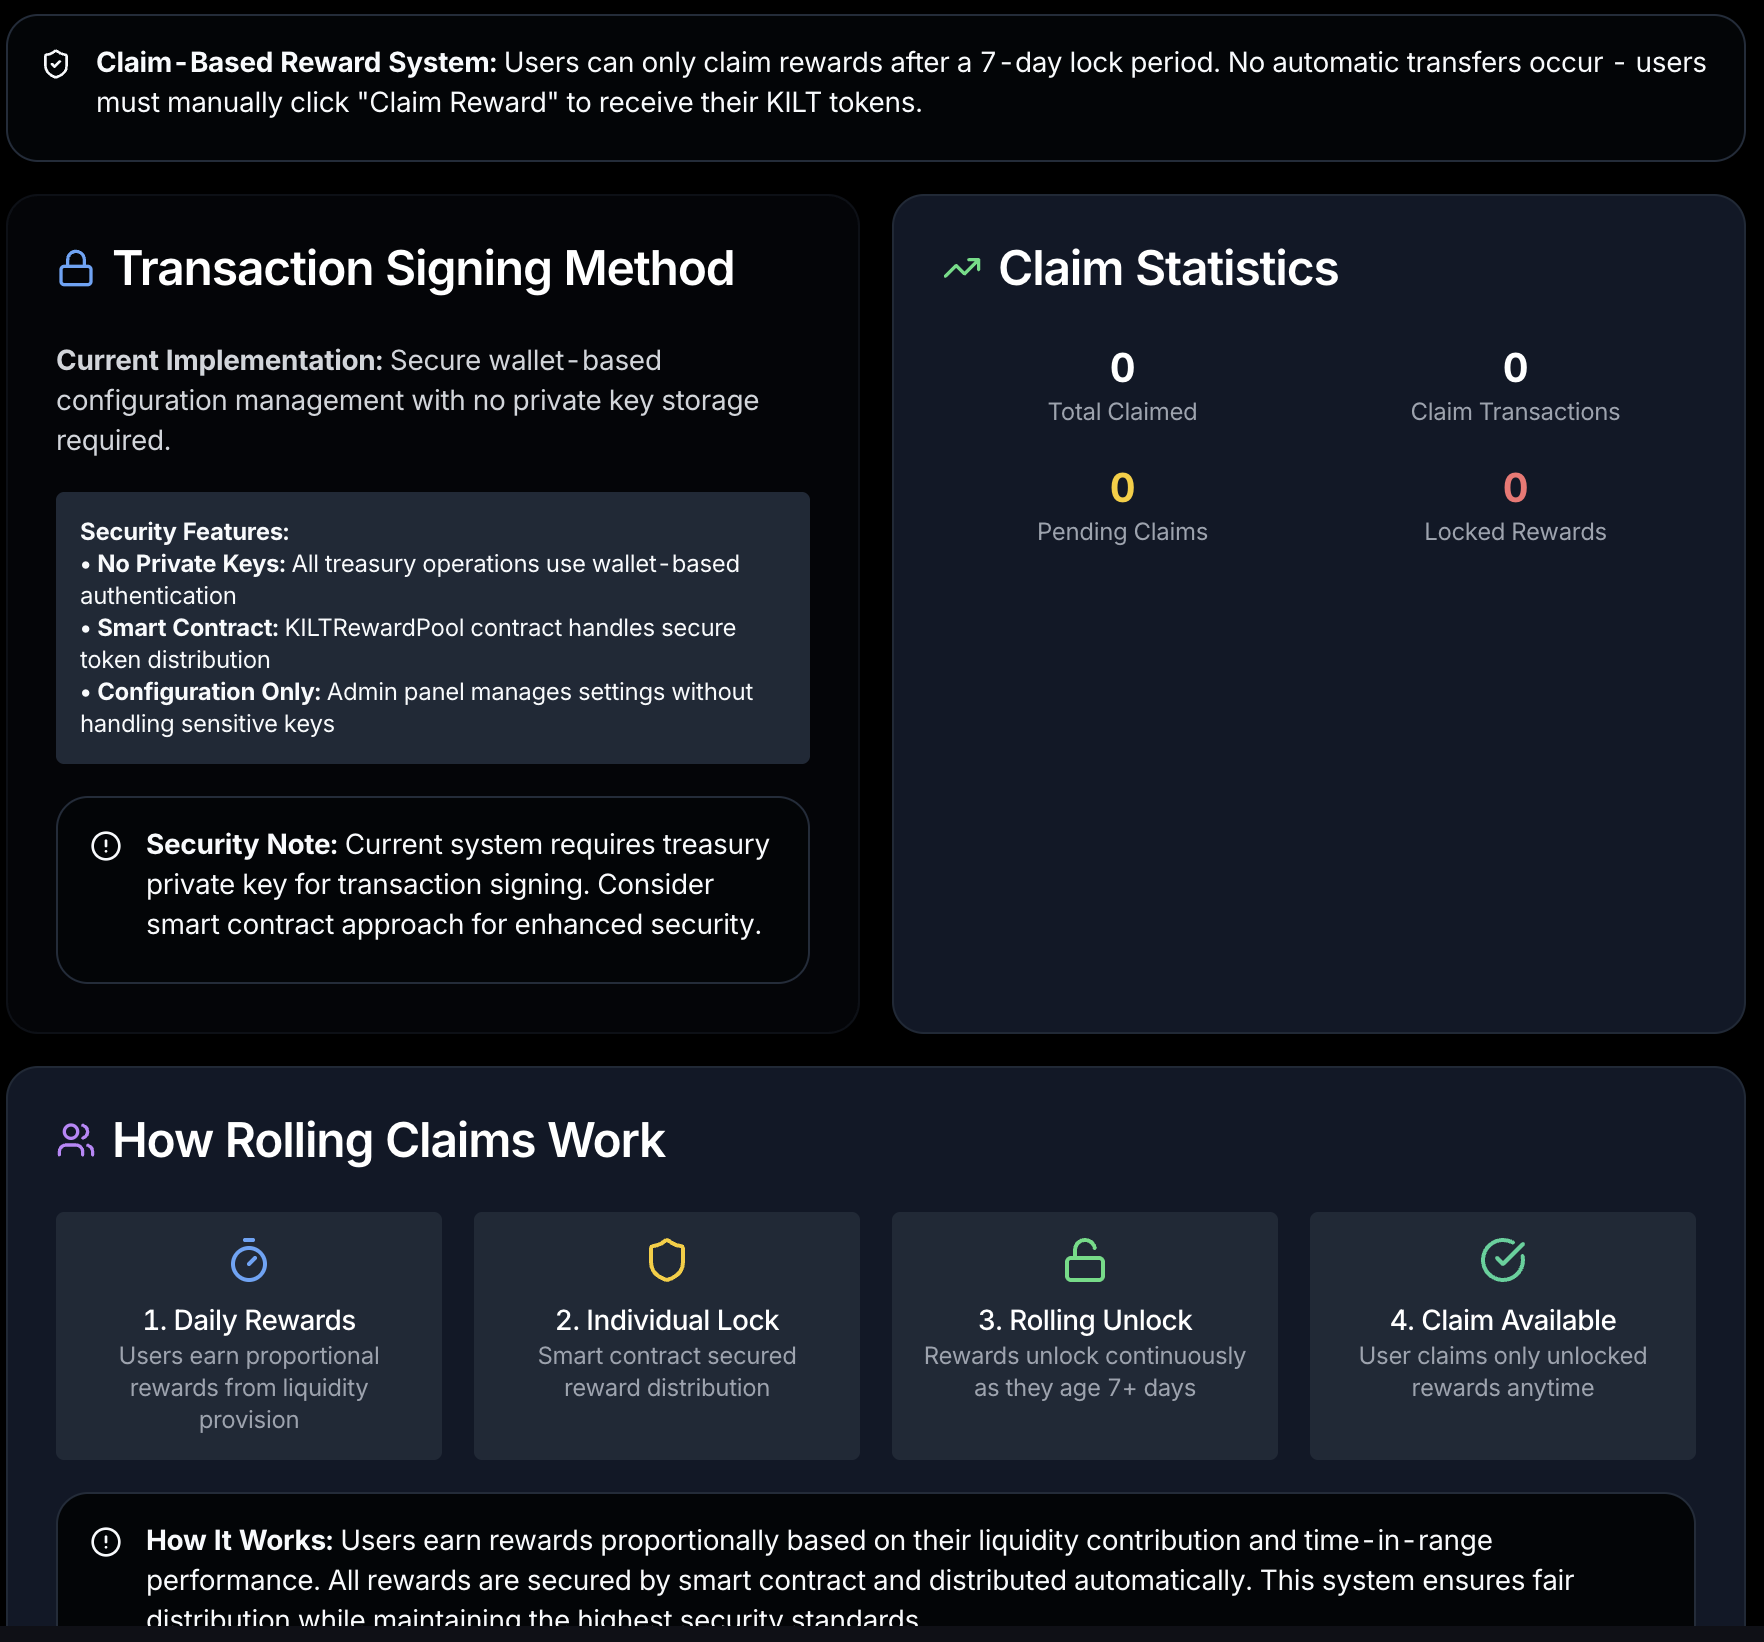 Claim-Based Reward System: Users can only claim rewards after a 7-day lock period. No automatic transfers occur - users
must manually click "Claim Reward" to receive their KILT tokens.
Transaction Signing Method
Current Implementation: Secure wallet-based
configuration management with no private key storage
required.
Security Features:
• No Private Keys: All treasury operations use wallet-based
authentication
• Smart Contract: KILTRewardPool contract handles secure
token distribution
• Configuration Only: Admin panel manages settings without
handling sensitive keys
Security Note: Current system requires treasury
private key for transaction signing. Consider
smart contract approach for enhanced security.
Claim Statistics
0
Total Claimed
0
Claim Transactions
0
Pending Claims
0
Locked Rewards
How Rolling Claims Work
1. Daily Rewards
Users earn proportional
rewards from liquidity
provision
2. Individual Lock
Smart contract secured
reward distribution
3. Rolling Unlock
Rewards unlock continuously
as they age 7+ days
4. Claim Available
User claims only unlocked
rewards anytime
How It Works: Users earn rewards proportionally based on their liquidity contribution and time-in-range
performance. All rewards are secured by smart contract and distributed automatically. This system ensures fair
distribution while maintaining the highest security standards